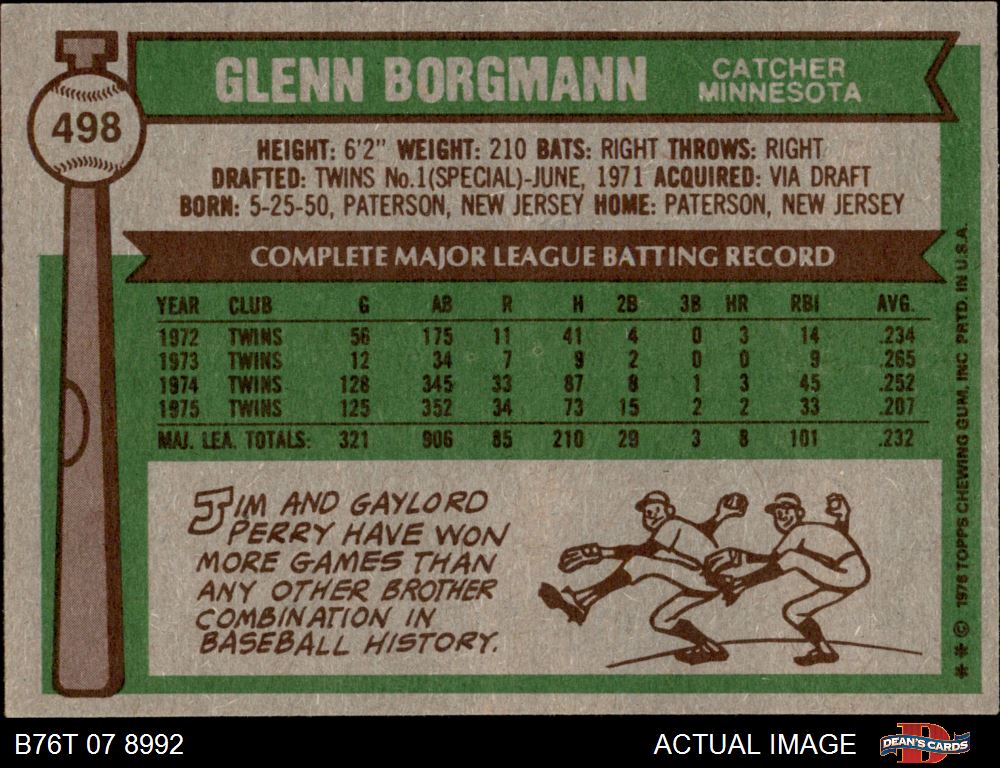 498
GLENN BORGMANN
CATCHER
MINNESOTA
HEIGHT: 6'2" WEIGHT: 210 BATS: RIGHT THROWS: RIGHT
DRAFTED: TWINS No.1(SPECIAL)-JUNE, 1971 ACQUIRED: VIA DRAFT
BORN: 5-25-50, PATERSON, NEW JERSEY HOME: PATERSON, NEW JERSEY
COMPLETE MAJOR LEAGUE BATTING RECORD
YEAR CLUB G AB R H 2B 3B HR RBI AVG.
1972 TWINS 56 175 11 41 4 0 3 14 .234
1973 TWINS 12 34 7 9 2 0 0 9 .265
1974 TWINS 128 345 33 87 8 1 3 45 .252
1975 TWINS 125 352 34 73 15 2 2 33 .207
MAJ. LEA. TOTALS: 321 906 85 210 29 3 8 101 .232
JIM AND GAYLORD
PERRY HAVE WON
MORE GAMES THAN
ANY OTHER BROTHER
COMBINATION IN
BASEBALL HISTORY.
** © 1976 TOPPS CHEWING GUM, INC PRTD. IN U.S.A.
B76T 07 8992
ACTUAL IMAGE
DEAN'S CARDS